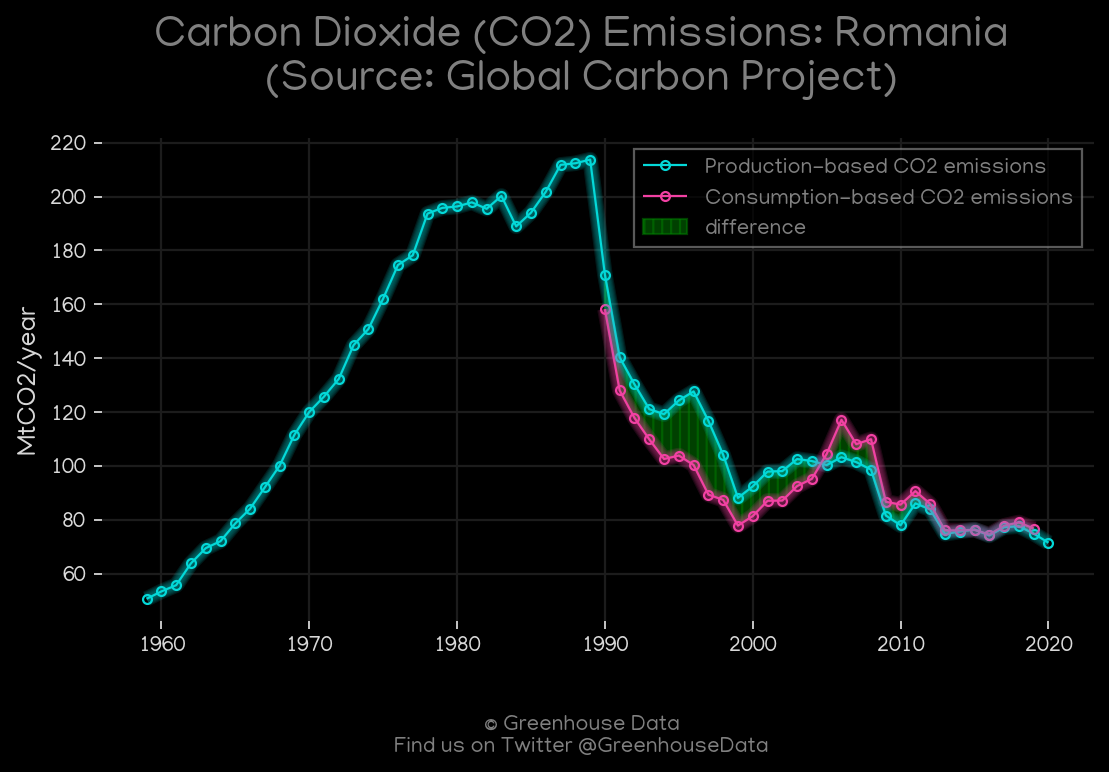 Carbon Dioxide (CO2) Emissions: Romania
(Source: Global Carbon Project)
220
200
180
160
140
120
100
80
60
MtCO2/year
Production-based CO2 emissions
Consumption-based CO2 emissions
difference
1960 1970 1980 1990 2000 2010 2020
© Greenhouse Data
Find us on Twitter @GreenhouseData